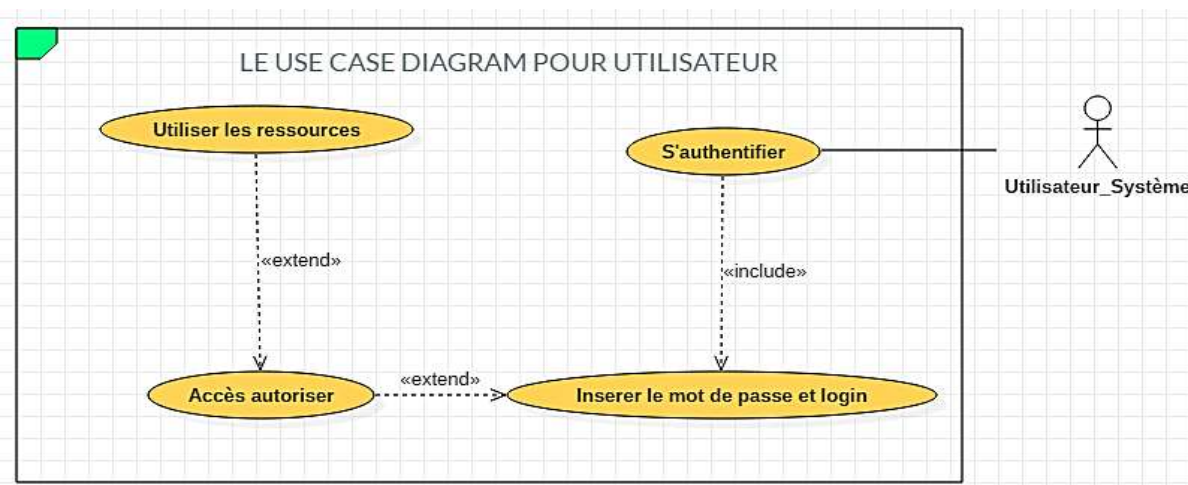 LE USE CASE DIAGRAM POUR UTILISATEUR
Utiliser les ressources
S'authentifier
Utilisateur_Système
«extend»
«include»
Accès autoriser
«extend»
Inserer le mot de passe et login